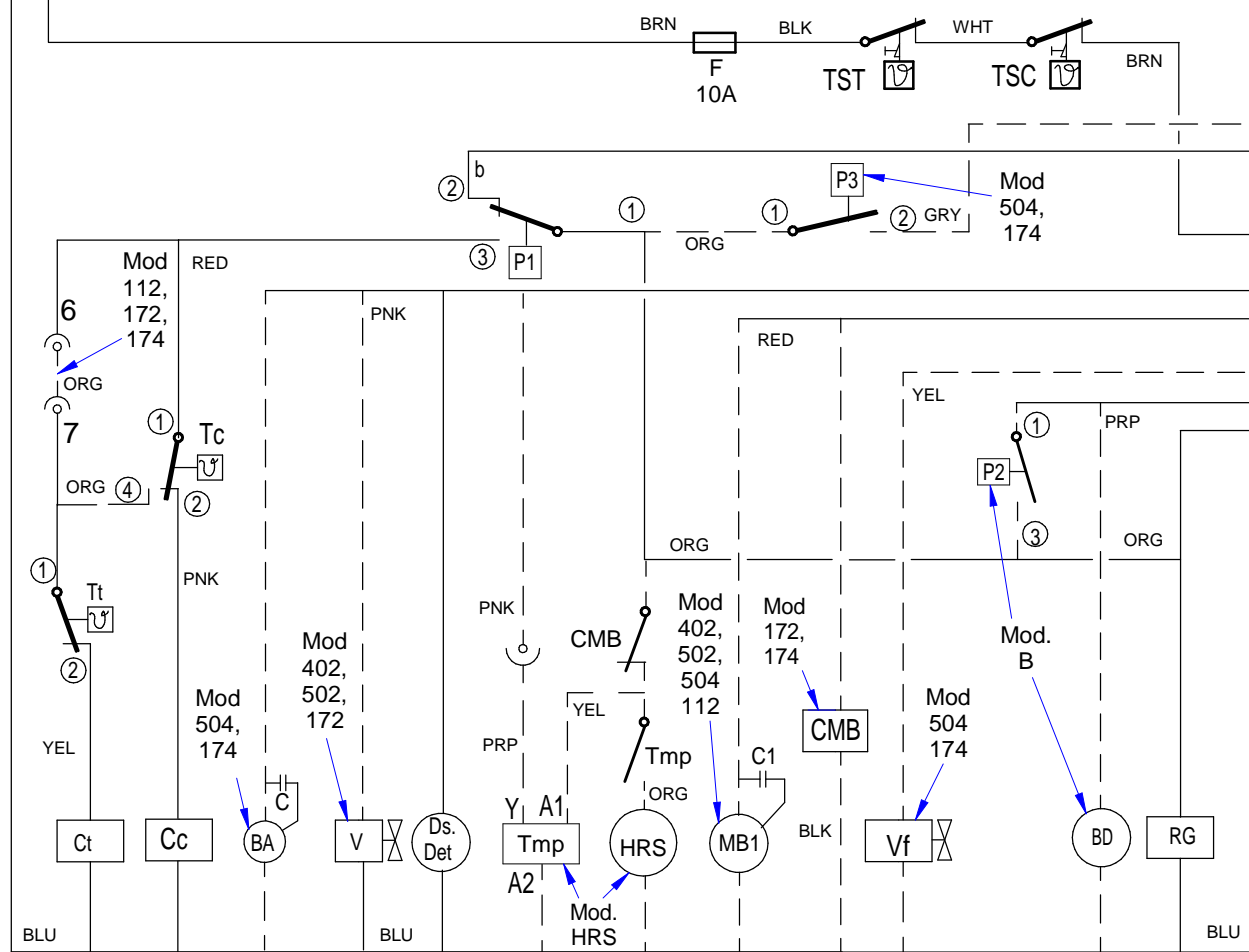 BRN
BLK
WHT
BRN
F
10A
TST
TSC
b
2
1
P3
1
2
GRY
ORG
Mod
504,
174
3
P1
Mod
112,
172,
174
RED
6
ORG
7
PNK
RED
YEL
PRP
1
Tc
ORG
4
2
1
P2
3
ORG
ORG
1
Tt
2
PNK
PNK
CMB
Mod
402,
502,
504
112
Mod
172,
174
Mod.
B
Mod
402,
502,
172
Mod
504,
174
Mod
504
174
YEL
YEL
PRP
Tmp
ORG
CMB
C
C1
BLK
Y
A1
Ct
Cc
BA
V
Ds.
Det
Tmp
HRS
MB1
Vf
BD
RG
A2
Mod.
HRS
BLU
BLU
BLU